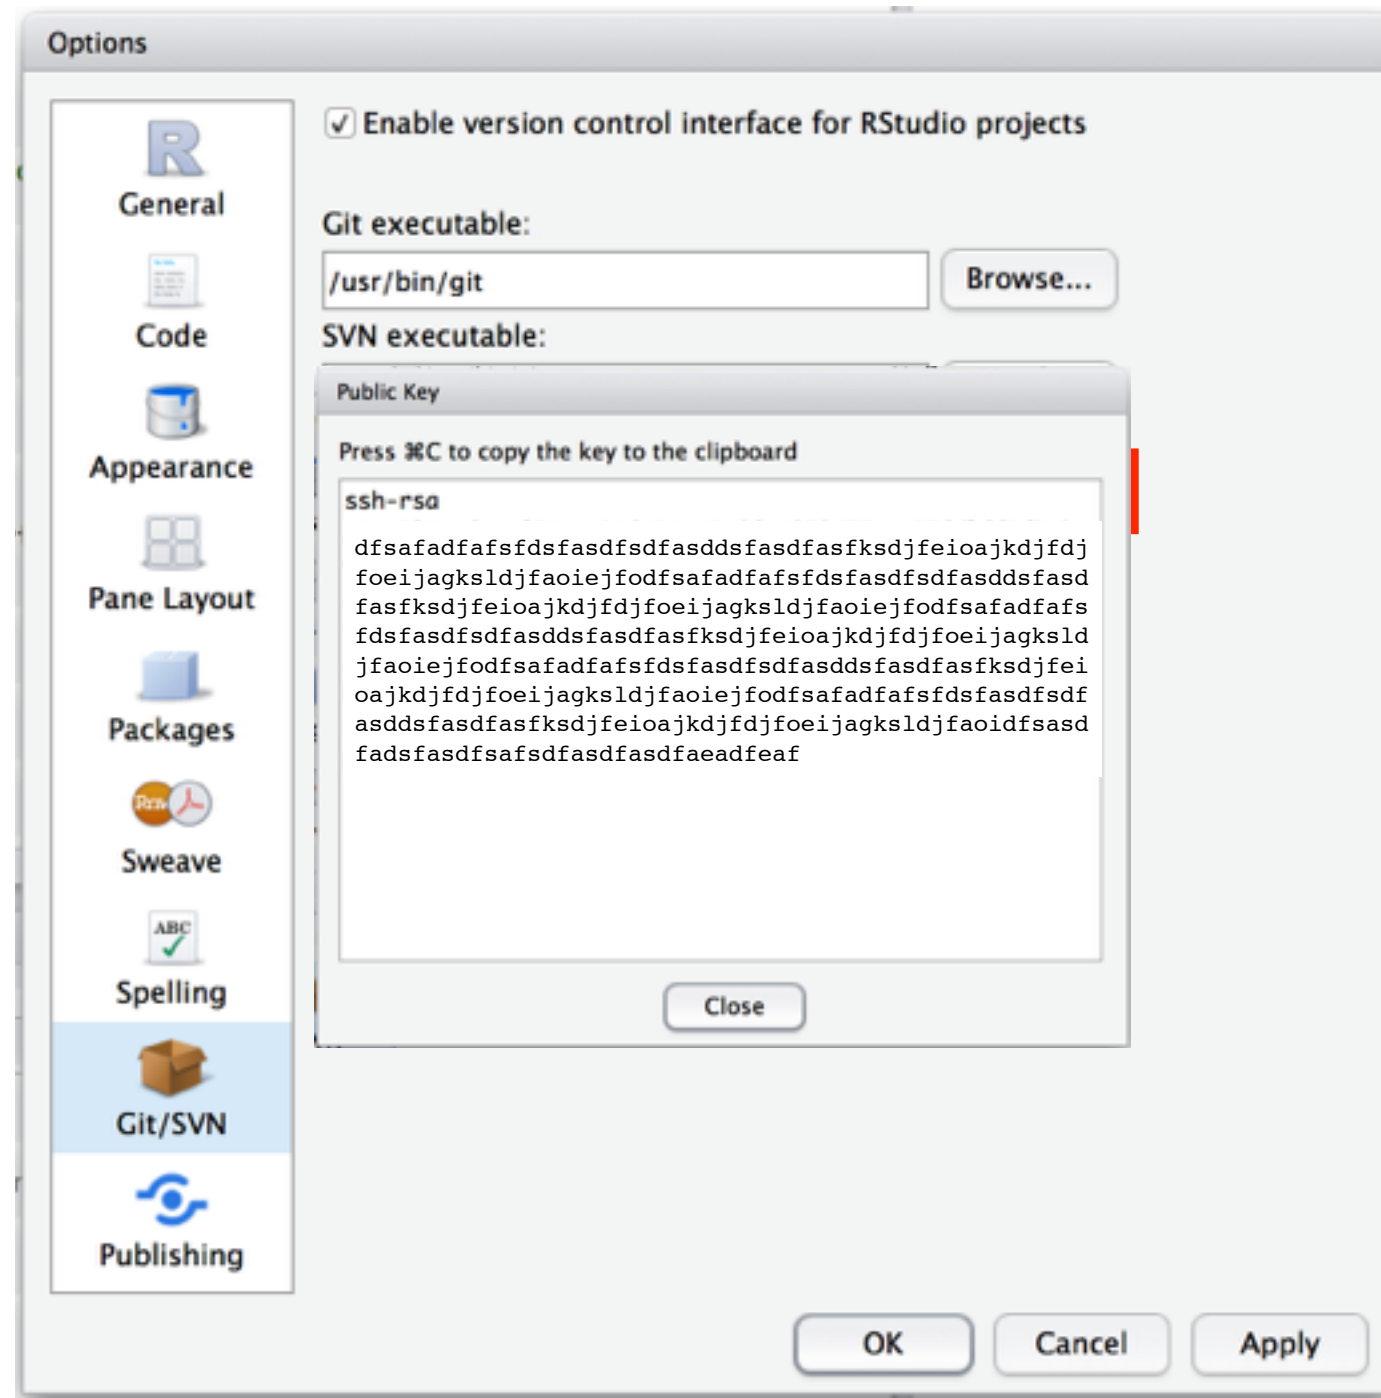 Options
General
Code
Appearance
Pane Layout
Packages
Rnw
Sweave
ABC
Spelling
Git/SVN
Publishing
Enable version control interface for RStudio projects
Git executable:
/usr/bin/git
Browse...
SVN executable:
Public Key
Press ⌘C to copy the key to the clipboard
ssh-rsa
dfsafadfafsfdsfasdfsdfasddsfasdfasfksdjfeioajkdjfdj
foeijagksldjfaoiejfodfsafadfafsfdsfasdfsdfasddsfasd
fasfksdjfeioajkdjfdjfoeijagksldjfaoiejfodfsafadfafs
fdsfasdfsdfasddsfasdfasfksdjfeioajkdjfdjfoeijagksld
jfaoiejfodfsafadfafsfdsfasdfsdfasddsfasdfasfksdjfei
oajkdjfdjfoeijagksldjfaoiejfodfsafadfafsfdsfasdfsdf
asddsfasdfasfksdjfeioajkdjfdjfoeijagksldjfaoidfsasd
fadsfasdfsafsdfasdfasdfaeadfeaf
Close
OK
Cancel
Apply